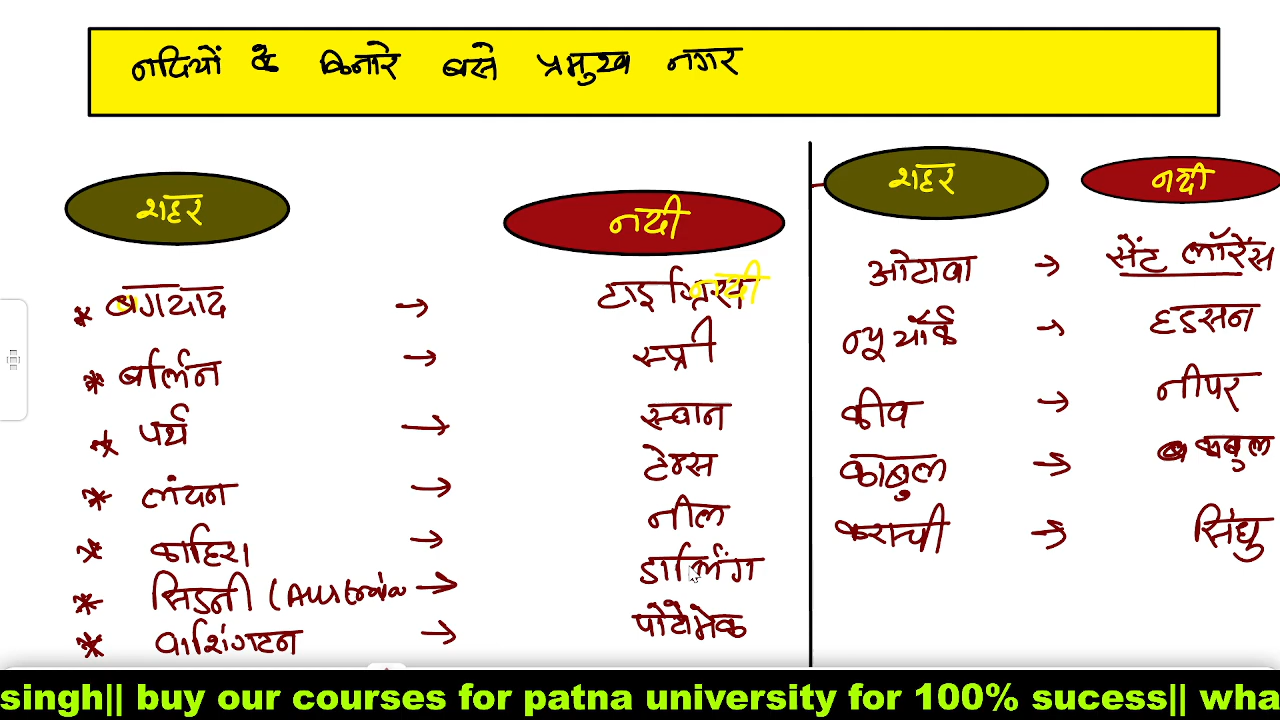 नदियों के किनारे बसे प्रमुख नगर
शहर
नदी
* बगदाद → टाइग्रिस नदी
* बर्लिन → स्प्री
* पर्थ → स्वान
* लंदन → टेम्स
* काहिरा → नील
* सिडनी (Australia → डार्लिंग
* वाशिंगटन → पोटोमेक
शहर
नदी
ओटावा → सेंट लॉरेंस
न्यूयॉर्क → हडसन
कीव → नीपर
काबुल → काबुल
कराची → सिंधु
singh|| buy our courses for patna university for 100% sucess|| wha